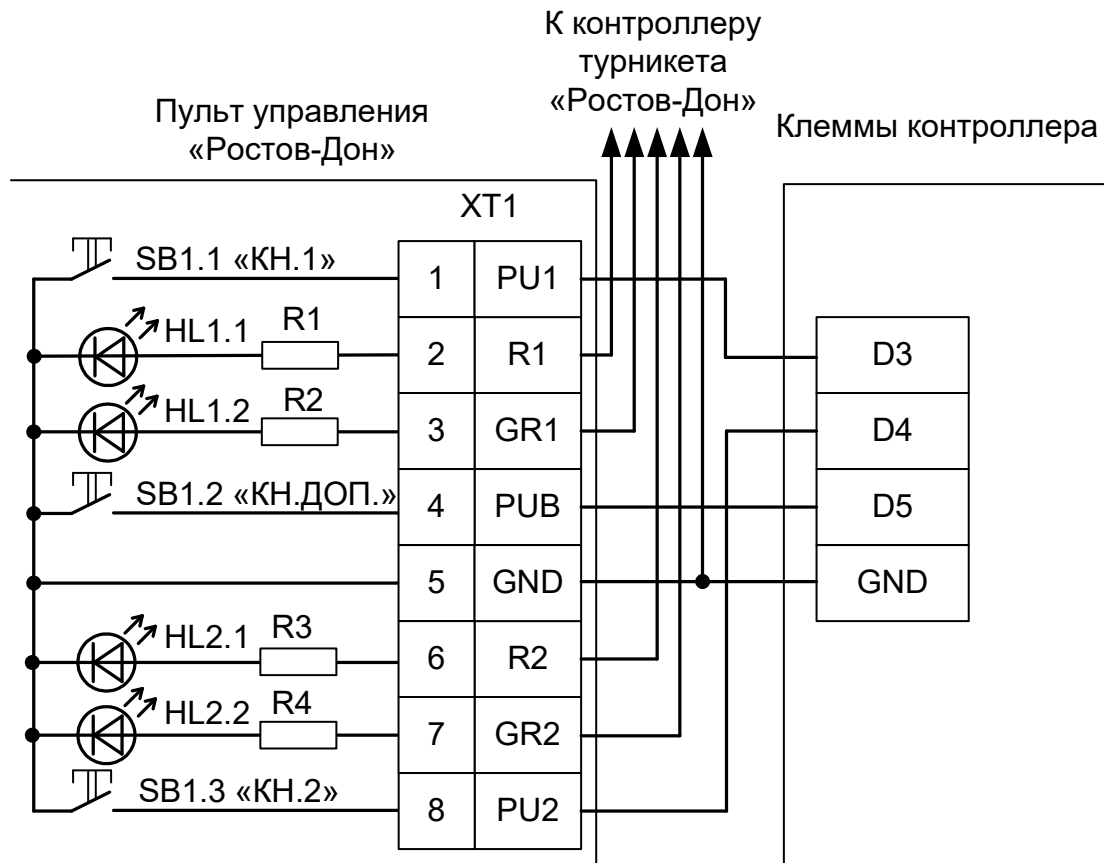 К контроллеру
турникета
«Ростов-Дон»
Пульт управления
«Ростов-Дон»
Клеммы контроллера
XT1
SB1.1 «КН.1»
1 PU1
HL1.1 R1
2 R1
D3
HL1.2 R2
3 GR1
D4
SB1.2 «КН.ДОП.»
4 PUB
D5
5 GND
GND
HL2.1 R3
6 R2
HL2.2 R4
7 GR2
SB1.3 «КН.2»
8 PU2